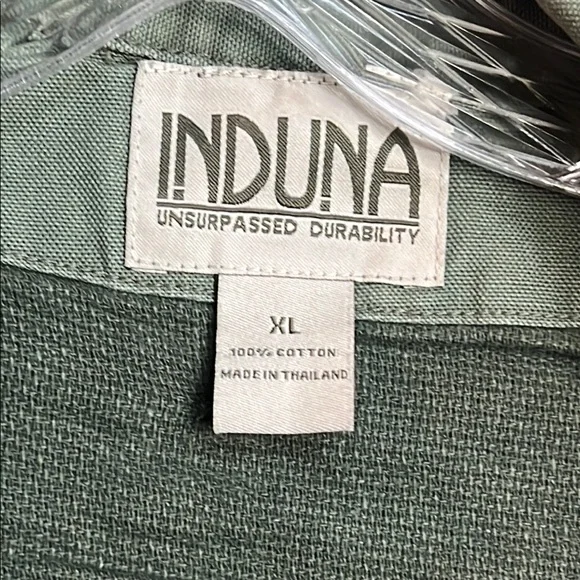 INDUNA
UNSURPASSED DURABILITY
XL
100% COTTON
MADE IN THAILAND